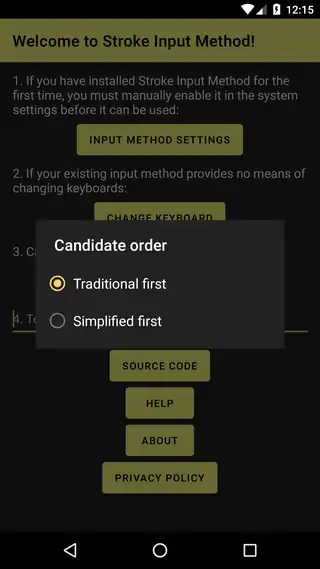 12:15
Welcome to Stroke Input Method!
1. If you have installed Stroke Input Method for the
first time, you must manually enable it in the system
settings before it can be used:
INPUT METHOD SETTINGS
2. If your existing input method provides no means of
changing keyboards:
CHANGE KEYBOARD
3.
Candidate order
Traditional first
Simplified first
4.
SOURCE CODE
HELP
ABOUT
PRIVACY POLICY